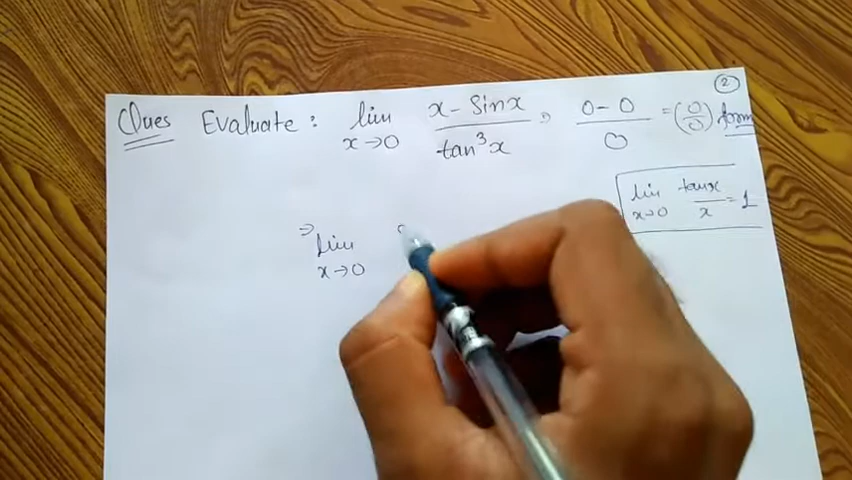 ②
Ques Evaluate : lim x→0 x - Sinx / tan³x , 0 - 0 / 0 = (0/0) form
lim x→0 tanx / x = 1
⇒ lim x→0